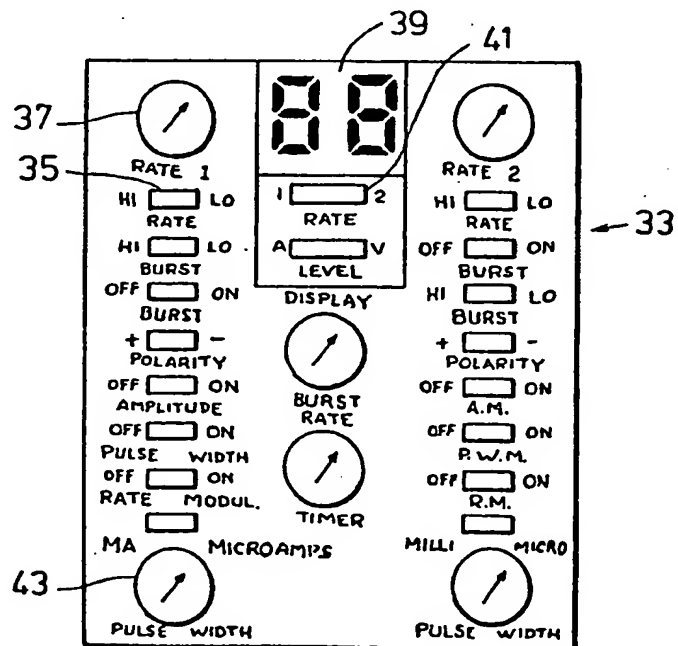 39
41
37
88
RATE 1
RATE 2
35
HI LO
1 2
HI LO
RATE
RATE
RATE
33
HI LO
A V
OFF ON
BURST
LEVEL
BURST
OFF ON
DISPLAY
HI LO
BURST
BURST
+ -
+ -
POLARITY
POLARITY
OFF ON
OFF ON
AMPLITUDE
BURST
RATE
A.M.
OFF ON
OFF ON
PULSE WIDTH
P.W.M.
OFF ON
OFF ON
RATE MODUL.
TIMER
R.M.
MA MICROAMPS
MILLI MICRO
43
PULSE WIDTH
PULSE WIDTH